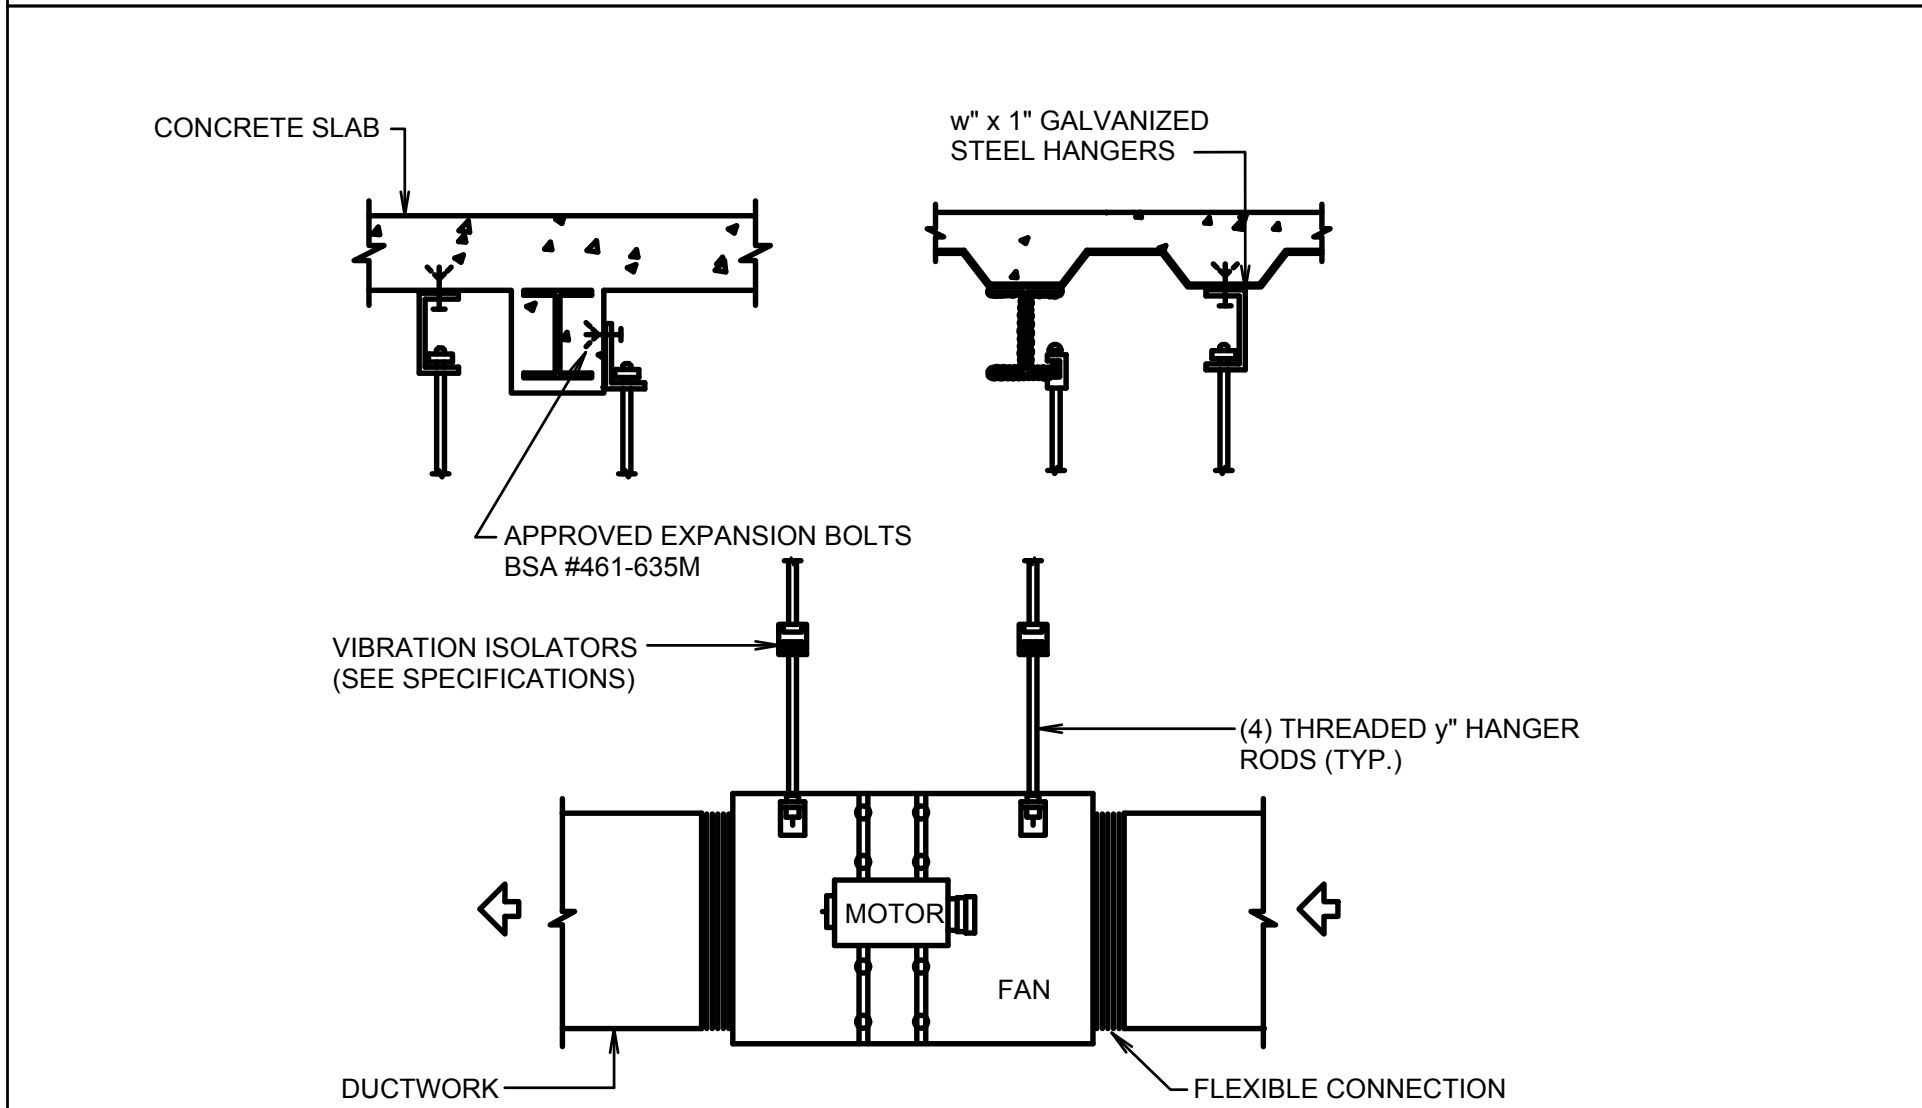 CONCRETE SLAB
w" x 1" GALVANIZED
STEEL HANGERS
APPROVED EXPANSION BOLTS
BSA #461-635M
VIBRATION ISOLATORS
(SEE SPECIFICATIONS)
(4) THREADED y" HANGER
RODS (TYP.)
MOTOR
FAN
DUCTWORK
FLEXIBLE CONNECTION